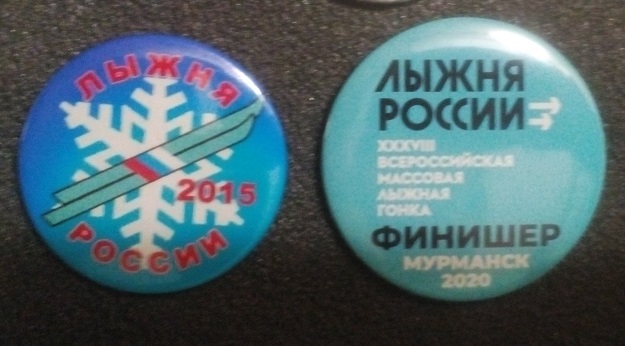 ЛЫЖНЯ
2015
РОССИИ
ЛЫЖНЯ
РОССИИ
XXXVIII
ВСЕРОССИЙСКАЯ
МАССОВАЯ
ЛЫЖНАЯ
ГОНКА
ФИНИШЕР
МУРМАНСК
2020